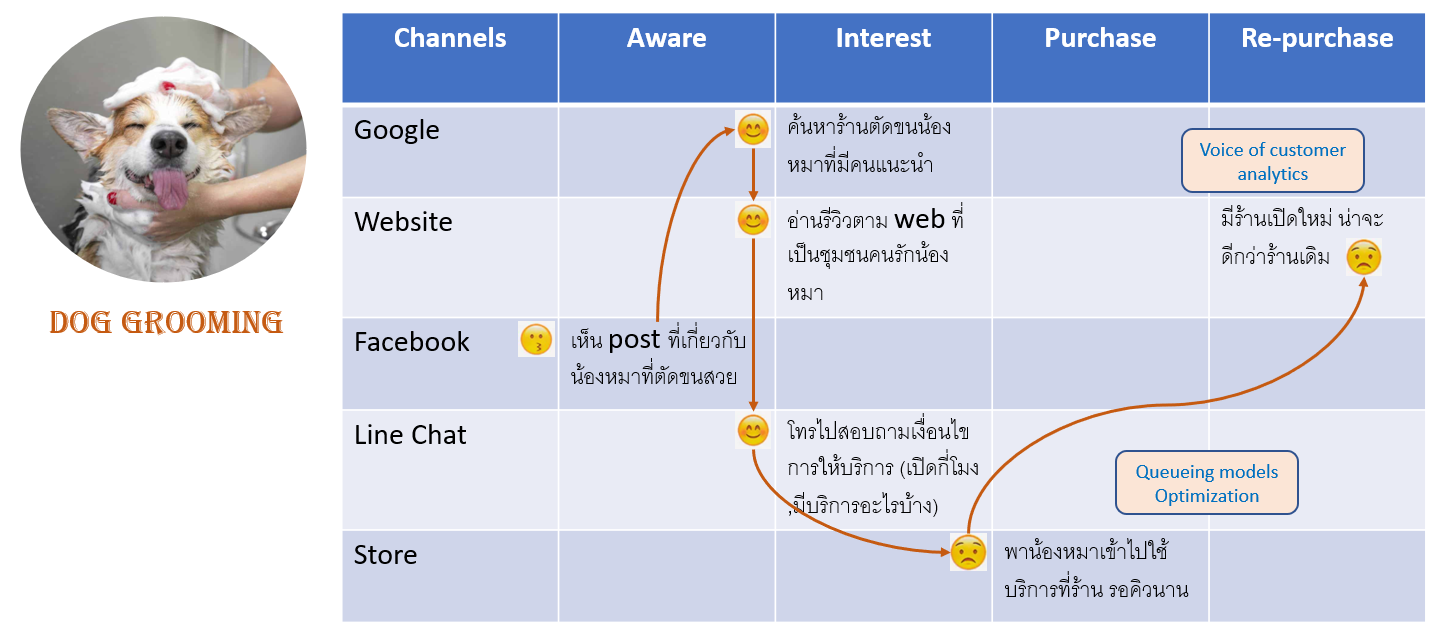 Channels
Aware
Interest
Purchase
Re-purchase
Google
ค้นหาร้านตัดขนน้อง
หมาที่มีคนแนะนำ
Voice of customer
analytics
Website
อ่านรีวิวตาม web ที่
เป็นชุมชนคนรักน้อง
หมา
มีร้านเปิดใหม่ น่าจะ
ดีกว่าร้านเดิม
DOG GROOMING
Facebook
เห็น post ที่เกี่ยวกับ
น้องหมาที่ตัดขนสวย
Line Chat
โทรไปสอบถามเงื่อนไข
การให้บริการ (เปิดกี่โมง
,มีบริการอะไรบ้าง)
Queueing models
Optimization
Store
พาน้องหมาเข้าไปใช้
บริการที่ร้าน รอคิวนาน